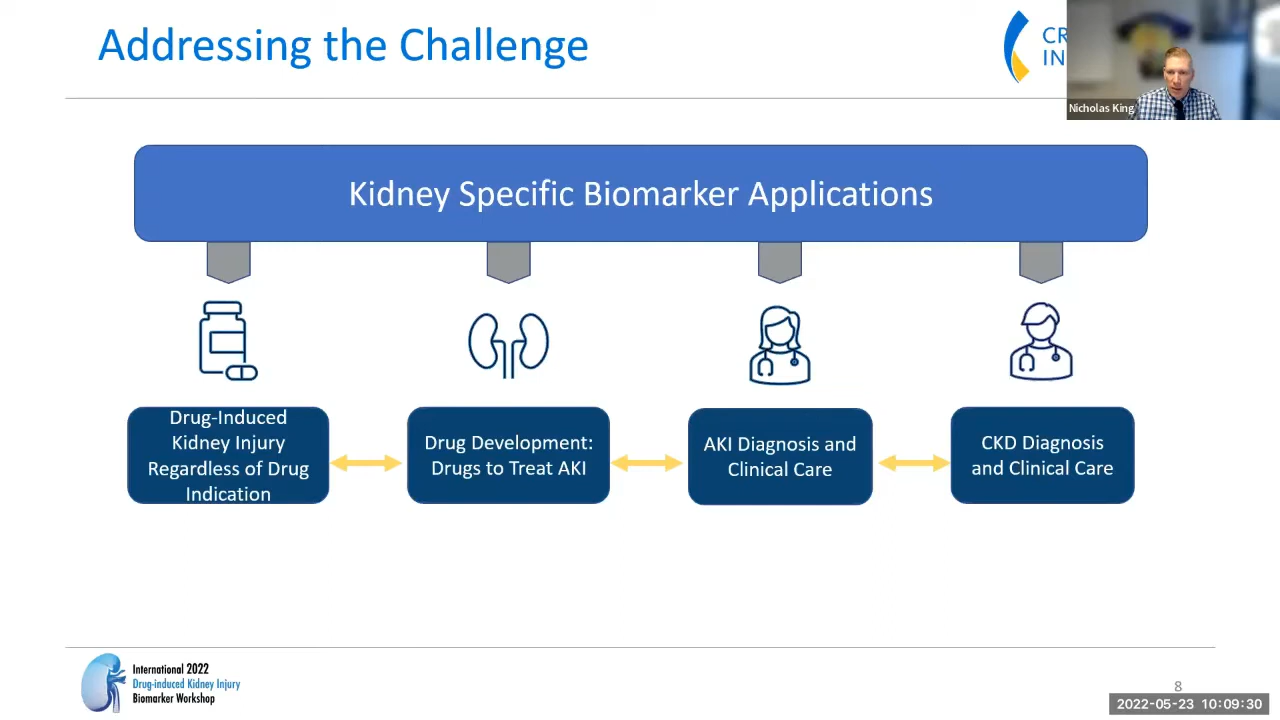 Addressing the Challenge
CR
IN
Nicholas King
Kidney Specific Biomarker Applications
Drug-Induced
Kidney Injury
Regardless of Drug
Indication
Drug Development:
Drugs to Treat AKI
AKI Diagnosis and
Clinical Care
CKD Diagnosis
and Clinical Care
International 2022
Drug-induced Kidney Injury
Biomarker Workshop
8
2022-05-23 10:09:30